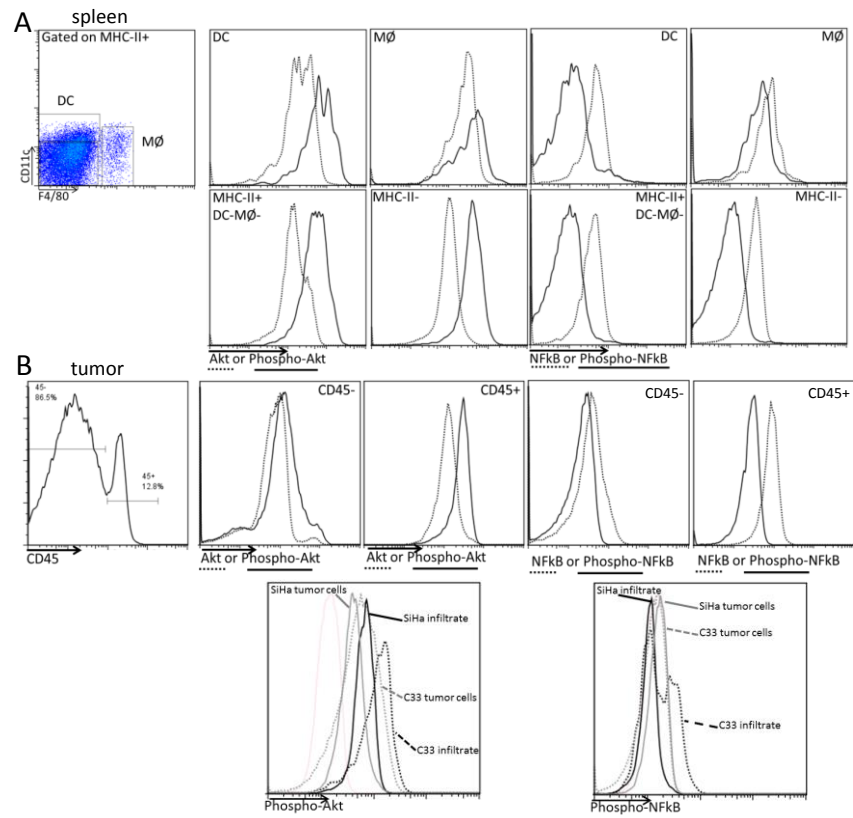 A spleen
Gated on MHC-II+
DC
MØ
CD11c
F4/80
DC
MØ
DC
MØ
MHC-II+
DC-MØ-
MHC-II-
MHC-II+
DC-MØ-
MHC-II-
Akt or Phospho-Akt
NFkB or Phospho-NFkB
B tumor
45-
86.5%
45+
12.8%
CD45
CD45-
CD45+
CD45-
CD45+
Akt or Phospho-Akt
Akt or Phospho-Akt
NFkB or Phospho-NFkB
NFkB or Phospho-NFkB
SiHa tumor cells
SiHa infiltrate
C33 tumor cells
C33 infiltrate
Phospho-Akt
SiHa infiltrate
SiHa tumor cells
C33 tumor cells
C33 infiltrate
Phospho-NFkB